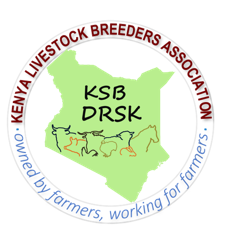 KENYA LIVESTOCK BREEDERS ASSOCIATION
KSB
DRSK
• owned by farmers, working for farmers •